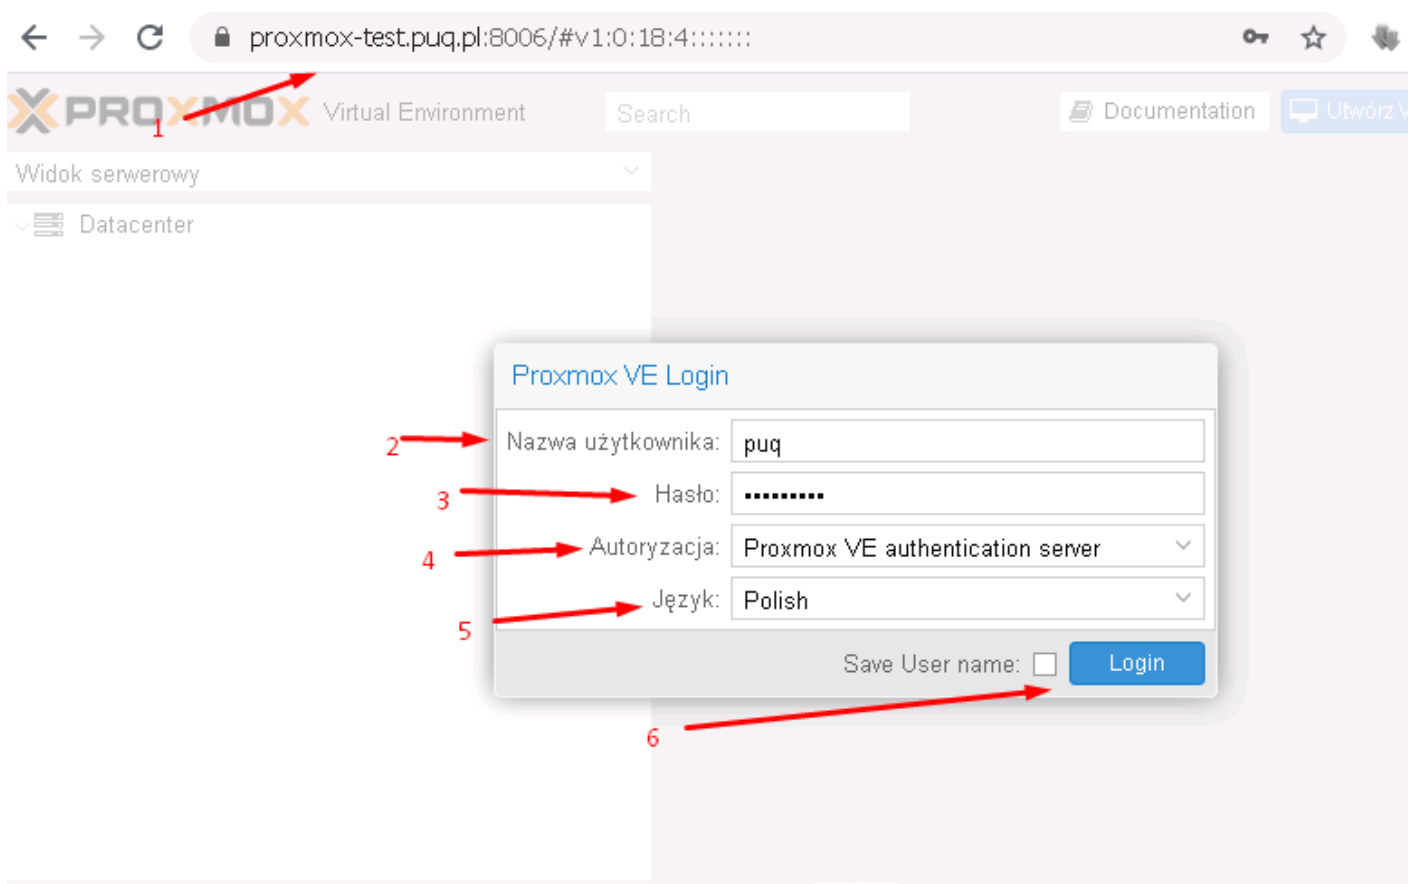 proxmox-test.puq.pl:8006/#v1:0:18:4:::::::
PROXMOX Virtual Environment Search Documentation Utwórz V
1
Widok serwerowy
Datacenter
Proxmox VE Login
2 Nazwa użytkownika: puq
3 Hasło: •••••••••
4 Autoryzacja: Proxmox VE authentication server
5 Język: Polish
Save User name: Login
6